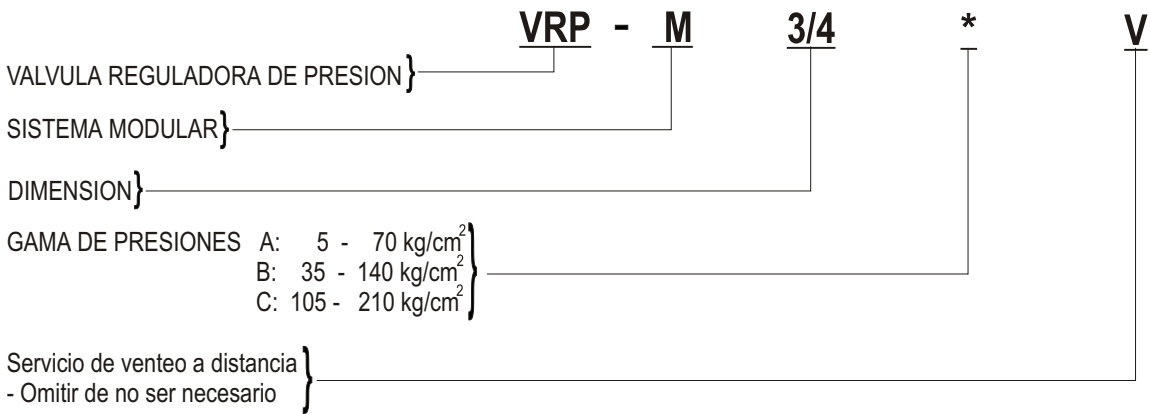 VRP - M 3/4 * V
VALVULA REGULADORA DE PRESION}
SISTEMA MODULAR}
DIMENSION}
GAMA DE PRESIONES A: 5 - 70 kg/cm²
B: 35 - 140 kg/cm²
C: 105 - 210 kg/cm²
Servicio de venteo a distancia
- Omitir de no ser necesario